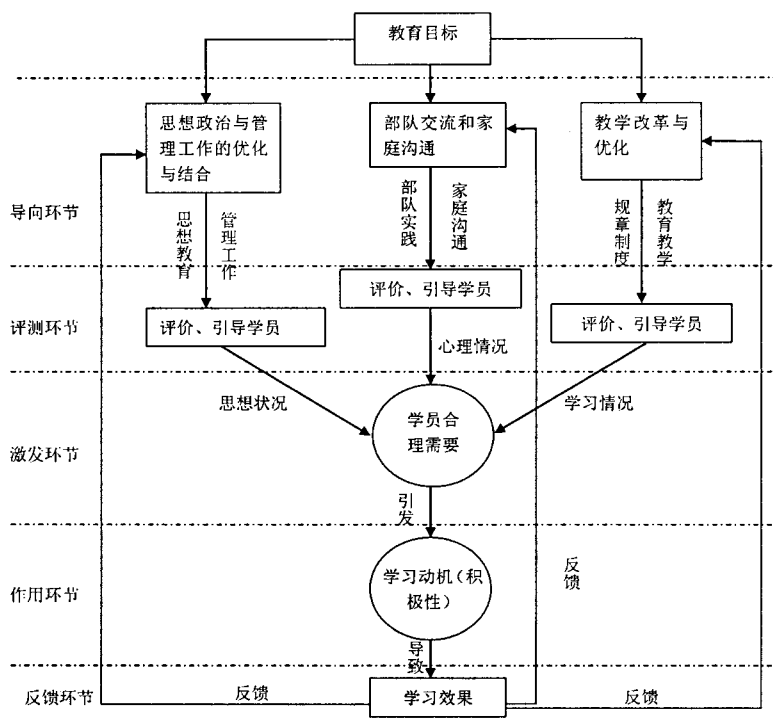 教育目标
思想政治与管
理工作的优化
与结合
部队交流和家
庭沟通
教学改革与
优化
导向环节
思想教育
管理工作
部队实践
家庭沟通
规章制度
教育教学
评测环节
评价、引导学员
评价、引导学员
评价、引导学员
思想状况
心理情况
学习情况
激发环节
学员合
理需要
引发
作用环节
学习动机(积
极性)
反馈
导致
反馈环节
反馈
学习效果
反馈